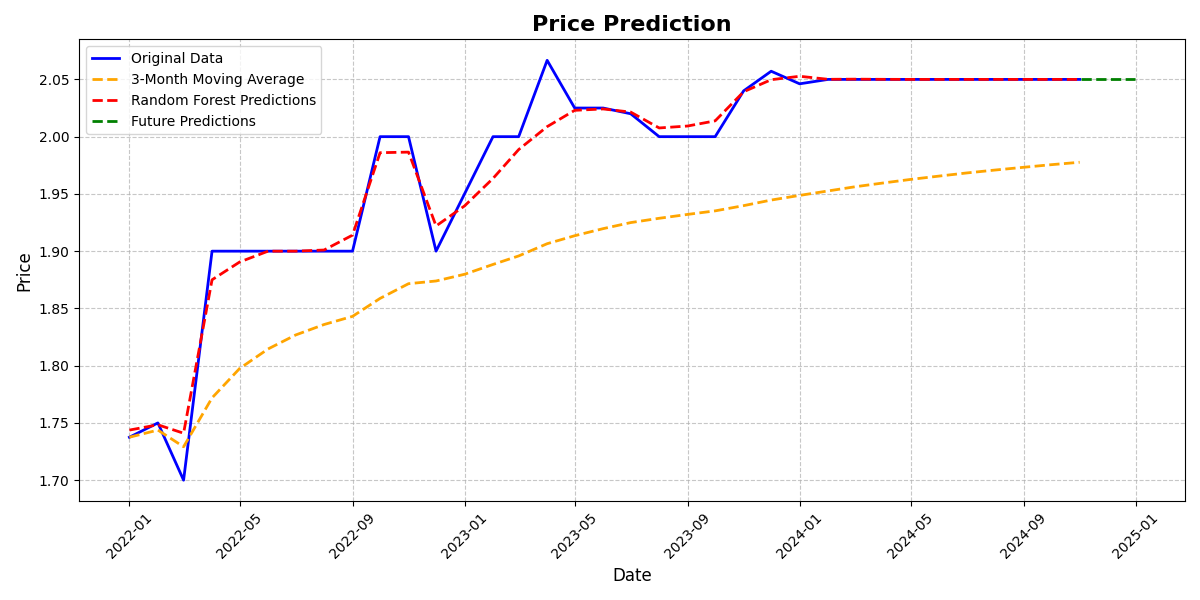 Price Prediction
Original Data
3-Month Moving Average
Random Forest Predictions
Future Predictions
Price
2.05
2.00
1.95
1.90
1.85
1.80
1.75
1.70
2022-01
2022-05
2022-09
2023-01
2023-05
2023-09
2024-01
2024-05
2024-09
2025-01
Date